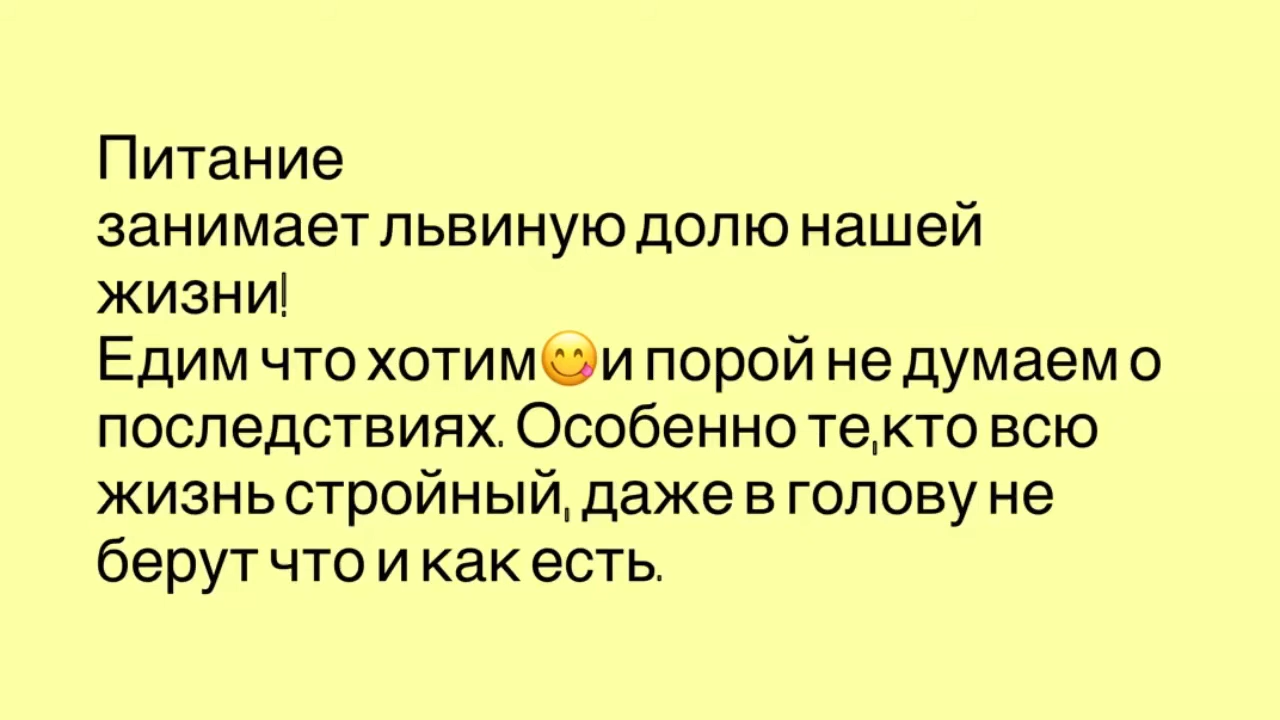 Питание
занимает львиную долю нашей
жизни!
Едим что хотим😋и порой не думаем о
последствиях. Особенно те,кто всю
жизнь стройный, даже в голову не
берут что и как есть.